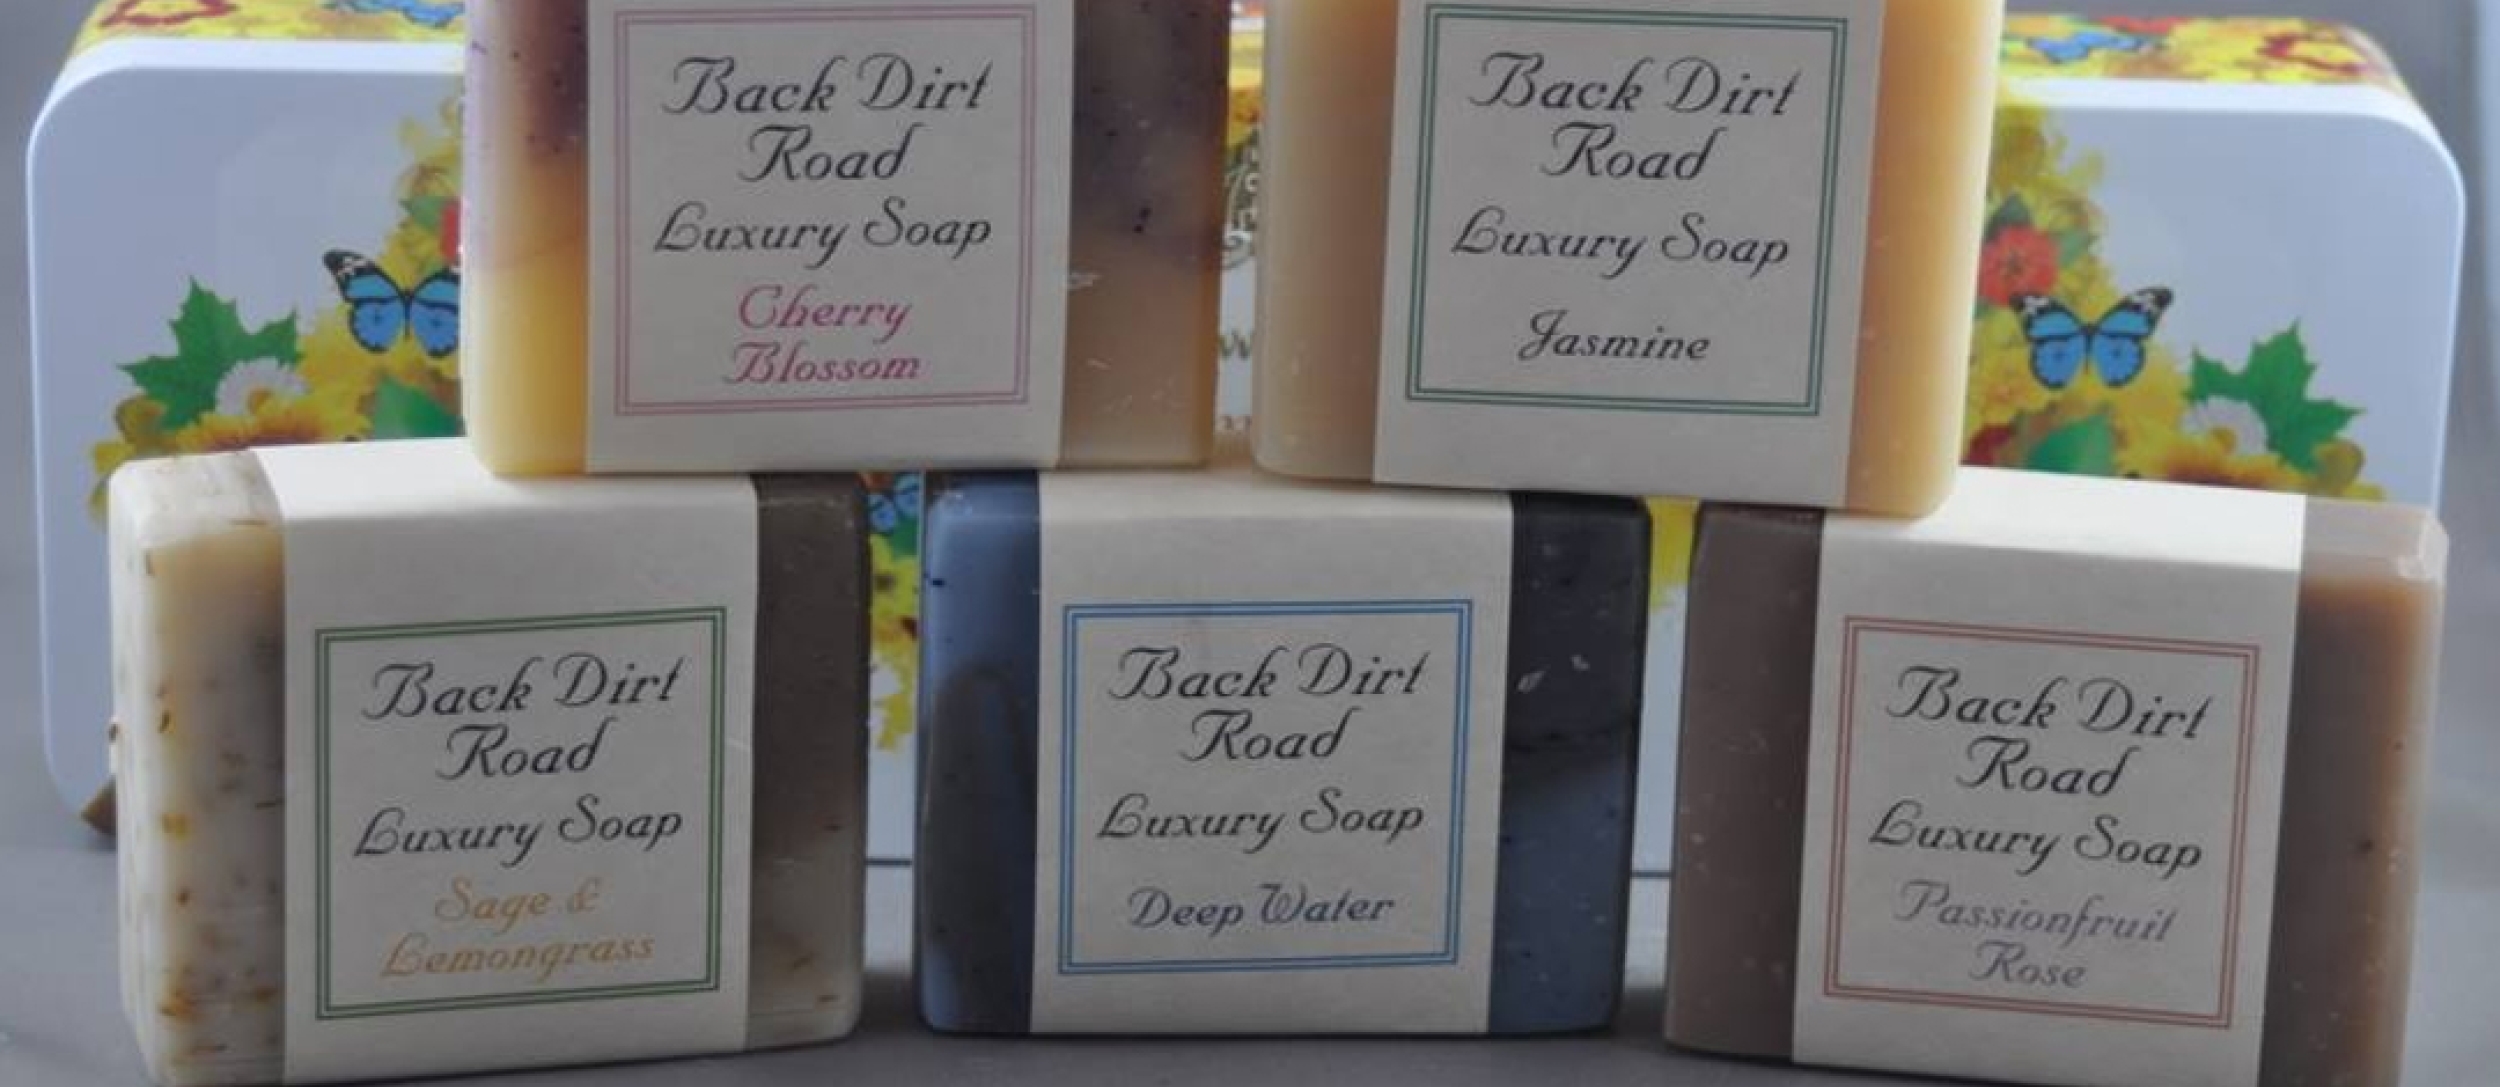 Back Dirt
Road
Luxury Soap
Cherry
Blossom
Back Dirt
Road
Luxury Soap
Jasmine
Back Dirt
Road
Luxury Soap
Sage &
Lemongrass
Back Dirt
Road
Luxury Soap
Deep Water
Back Dirt
Road
Luxury Soap
Passionfruit
Rose